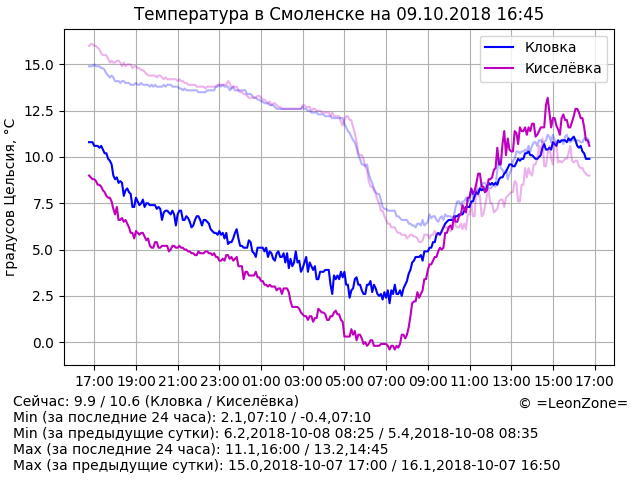 Температура в Смоленске на 09.10.2018 16:45
Кловка
Киселёвка
градусов Цельсия, °C
15.0
12.5
10.0
7.5
5.0
2.5
0.0
17:00 19:00 21:00 23:00 01:00 03:00 05:00 07:00 09:00 11:00 13:00 15:00 17:00
Сейчас: 9.9 / 10.6 (Кловка / Киселёвка)
© =LeonZone=
Min (за последние 24 часа): 2.1,07:10 / -0.4,07:10
Min (за предыдущие сутки): 6.2,2018-10-08 08:25 / 5.4,2018-10-08 08:35
Max (за последние 24 часа): 11.1,16:00 / 13.2,14:45
Max (за предыдущие сутки): 15.0,2018-10-07 17:00 / 16.1,2018-10-07 16:50